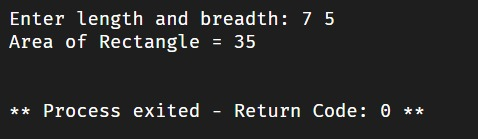 Enter length and breadth: 7 5
Area of Rectangle = 35
** Process exited - Return Code: 0 **